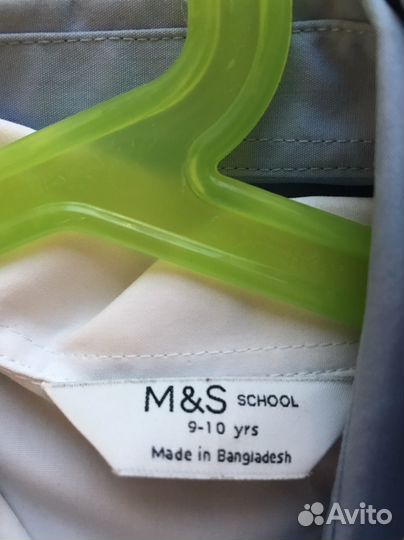 M&S SCHOOL
9-10 yrs
Made in Bangladesh
Avito